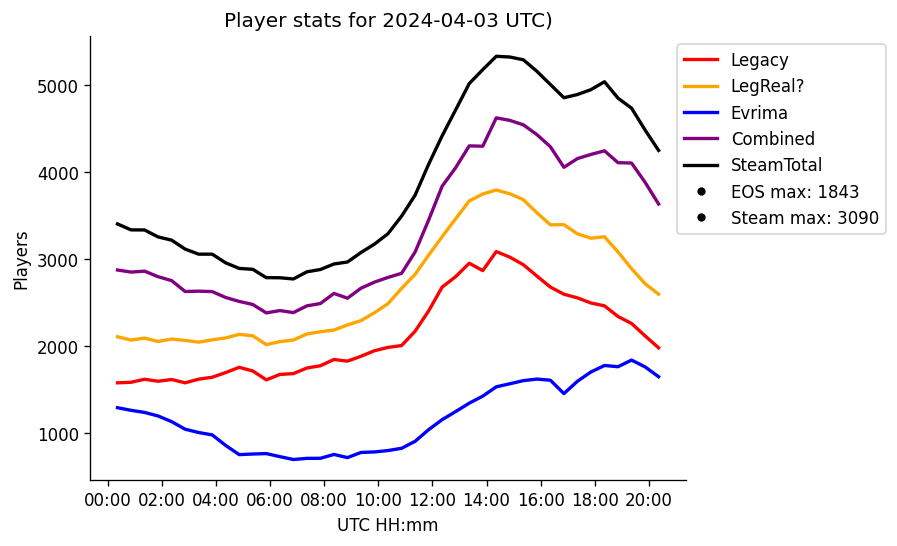 Player stats for 2024-04-03 UTC)
Players
5000
4000
3000
2000
1000
00:00 02:00 04:00 06:00 08:00 10:00 12:00 14:00 16:00 18:00 20:00
UTC HH:mm
Legacy
LegReal?
Evrima
Combined
SteamTotal
EOS max: 1843
Steam max: 3090